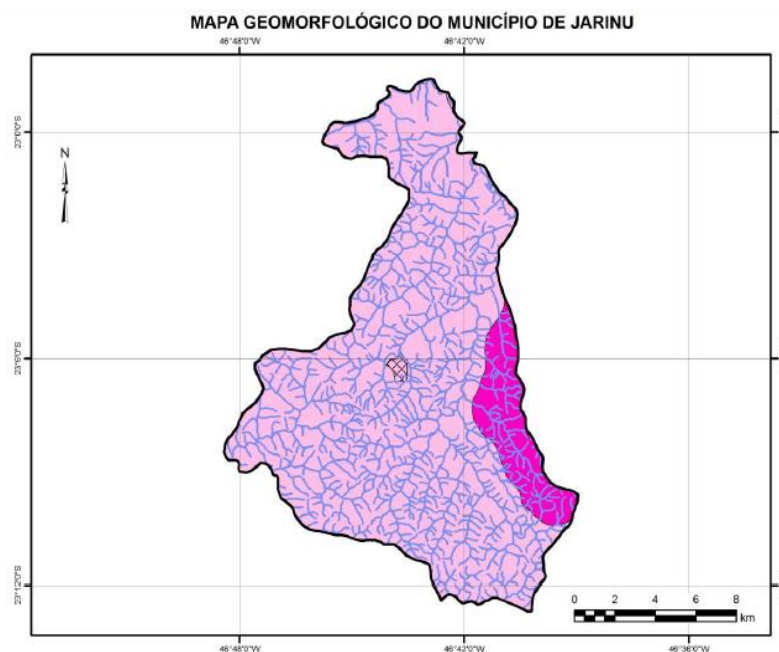 MAPA GEOMORFOLÓGICO DO MUNICÍPIO DE JARINU
46°48'0"W 46°42'0"W
23°6'0"S
N
23°9'0"S
23°12'0"S
0 2 4 6 8
km
46°48'0"W 46°42'0"W 46°36'0"W